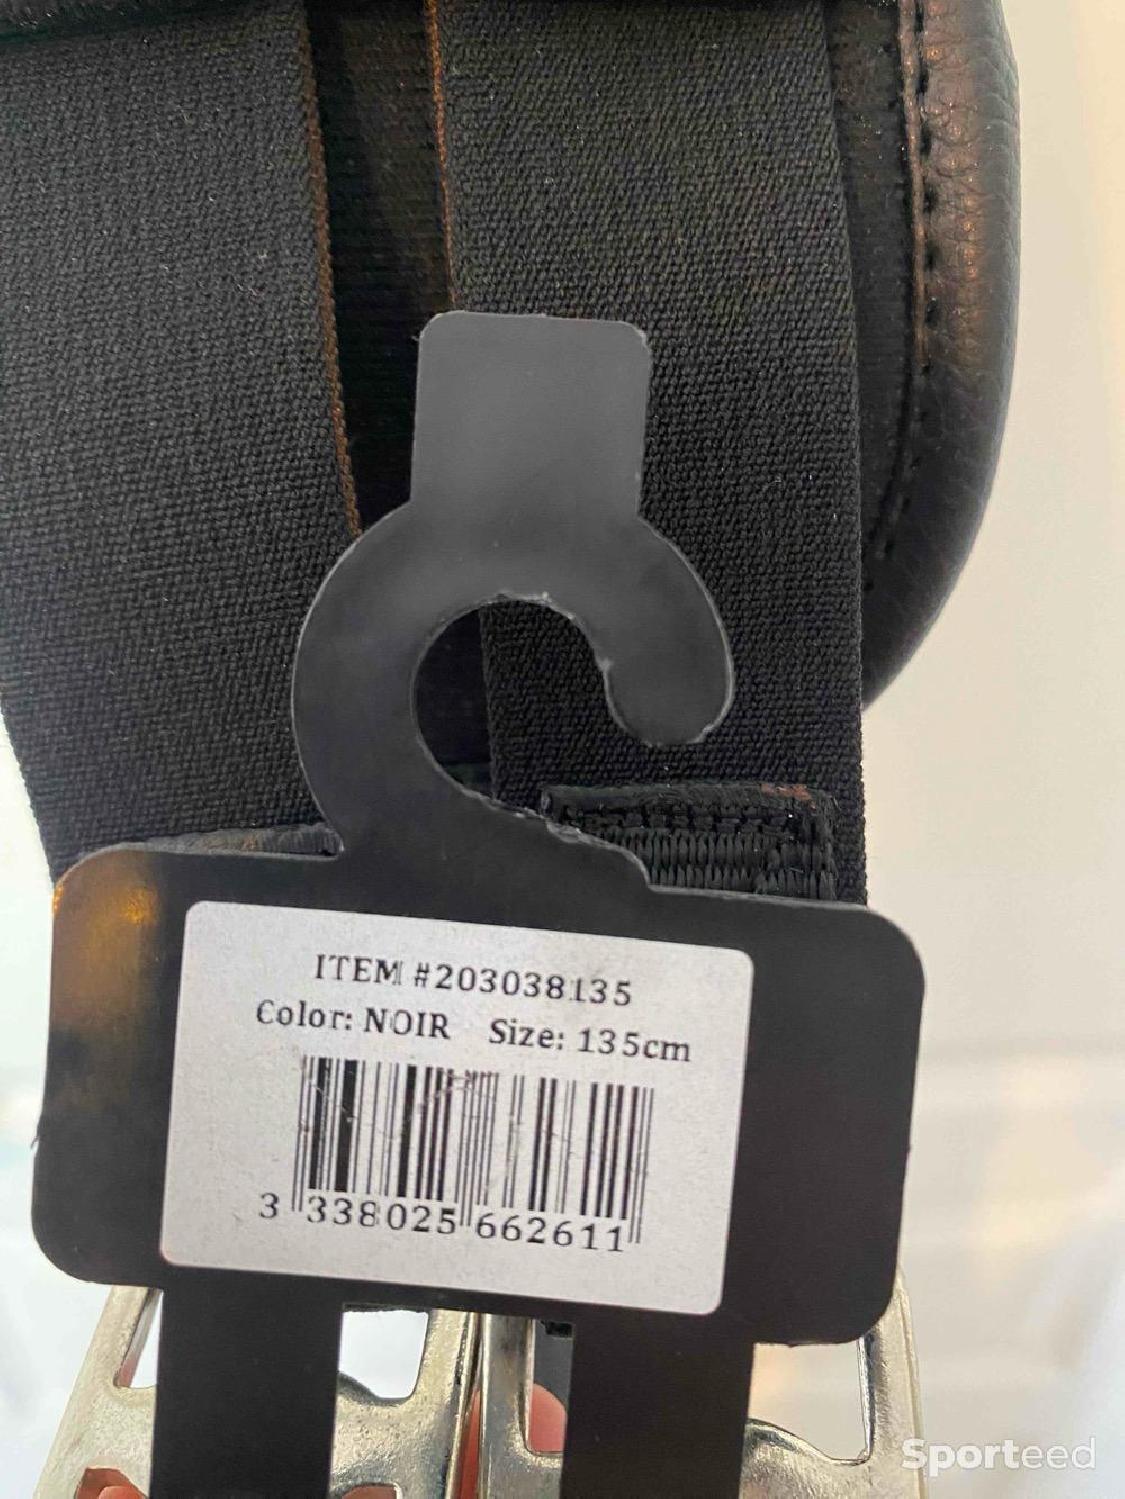 ITEM #203038135
Color: NOIR Size: 135cm
3 338025 662611
Sporteed